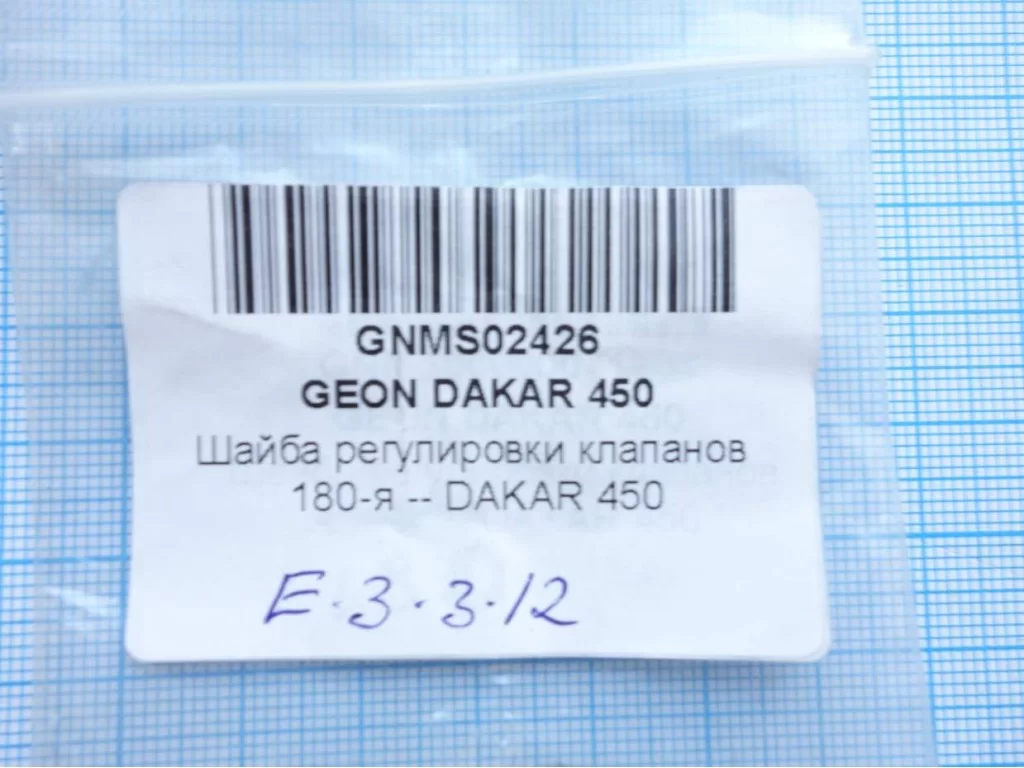 GNMS02426
GEON DAKAR 450
Шайба регулировки клапанов
180-я -- DAKAR 450
E.3.3.12